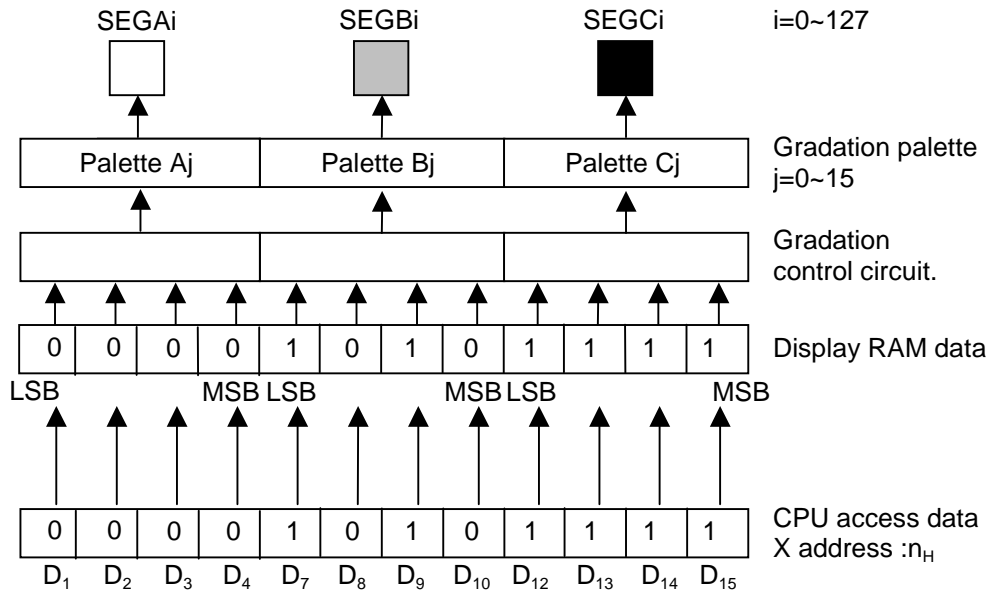 SEGAi SEGBi SEGCi i=0~127
Palette Aj Palette Bj Palette Cj
Gradation palette
j=0~15
Gradation
control circuit.
0 0 0 0 1 0 1 0 1 1 1 1 Display RAM data
LSB MSB LSB MSB LSB MSB
0 0 0 0 1 0 1 0 1 1 1 1
CPU access data
X address :nH
D1 D2 D3 D4 D7 D8 D9 D10 D12 D13 D14 D15